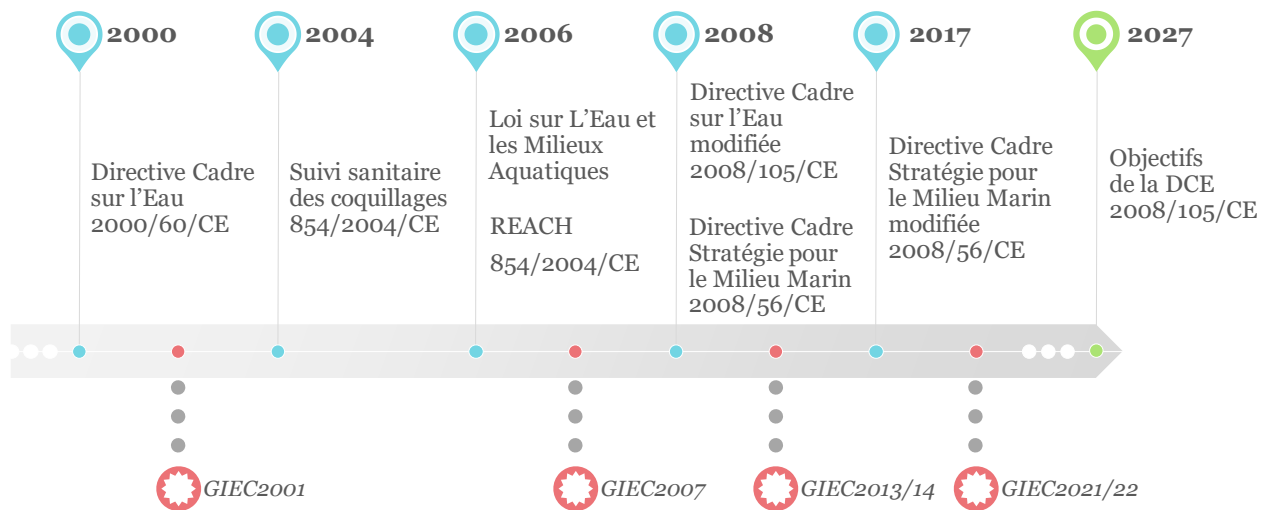 2000
Directive Cadre
sur l’Eau
2000/60/CE
2004
Suivi sanitaire
des coquillages
854/2004/CE
2006
Loi sur L’Eau et
les Milieux
Aquatiques
REACH
854/2004/CE
2008
Directive Cadre
sur l’Eau
modifiée
2008/105/CE
Directive Cadre
Stratégie pour
le Milieu Marin
2008/56/CE
2017
Directive Cadre
Stratégie pour
le Milieu Marin
modifiée
2008/56/CE
2027
Objectifs
de la DCE
2008/105/CE
GIEC2001
GIEC2007
GIEC2013/14
GIEC2021/22